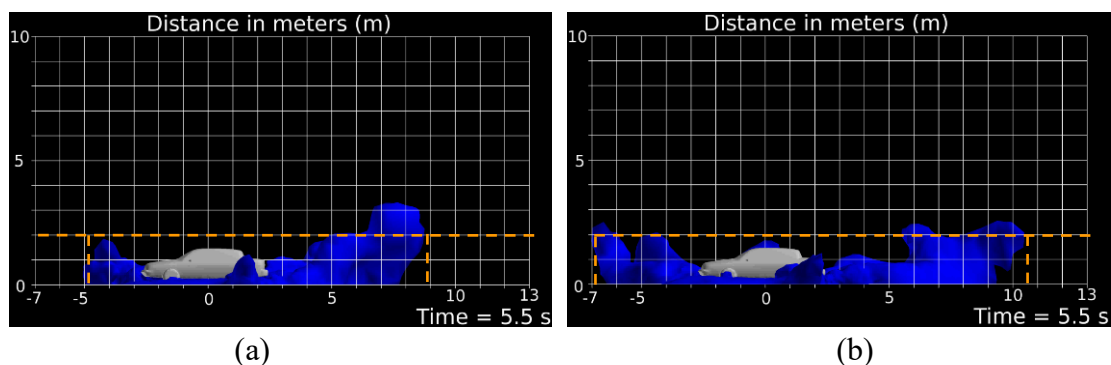 Distance in meters (m)
10
5
0
-7 -5 0 5 10 13
Time = 5.5 s
(a)
Distance in meters (m)
10
5
0
-7 -5 0 5 10 13
Time = 5.5 s
(b)